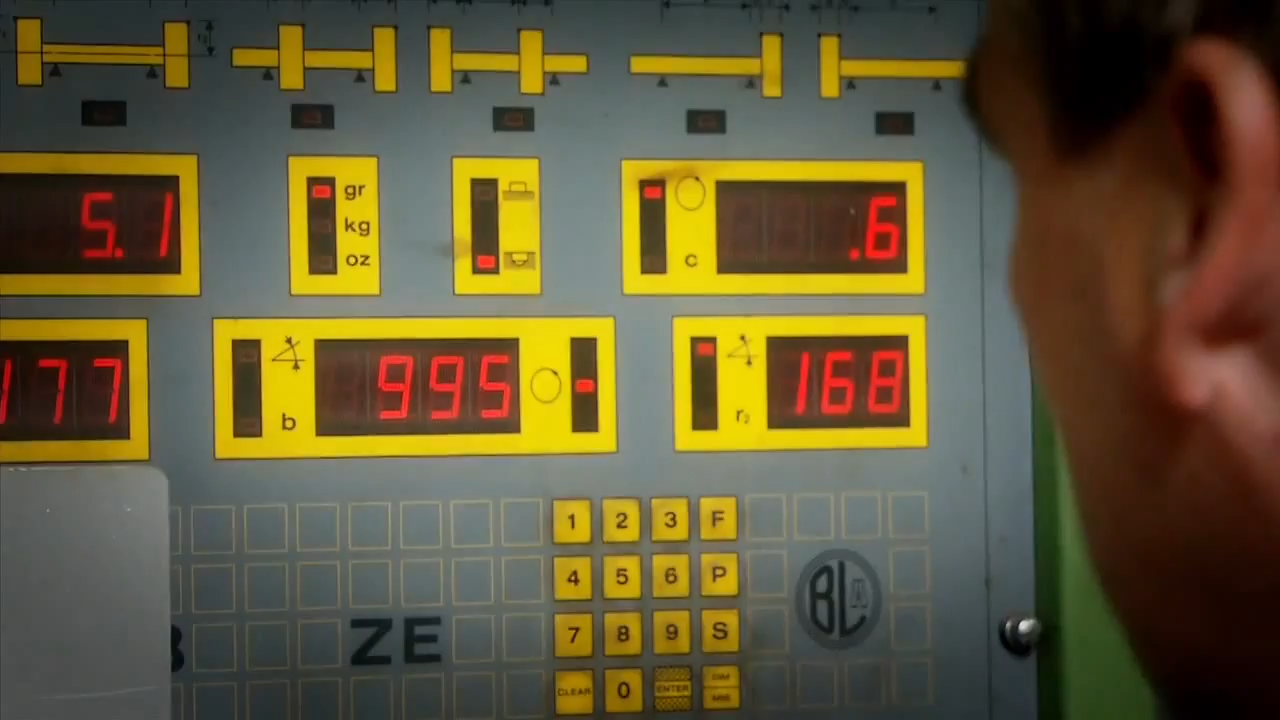 5.1
gr
kg
oz
c
.6
177
b
995
r₂
168
1 2 3 F
4 5 6 P
7 8 9 S
CLEAR 0 ENTER DIM
ZE
BL